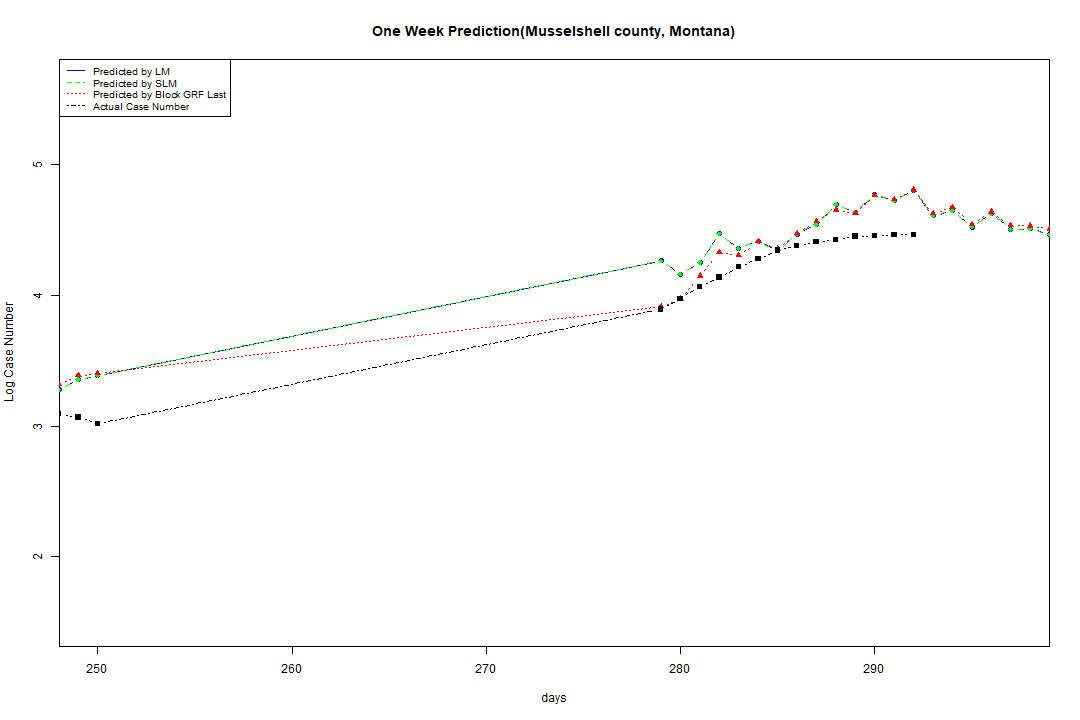 One Week Prediction(Musselshell county, Montana)
Predicted by LM
Predicted by SLM
Predicted by Block GRF Last
Actual Case Number
5
4
3
2
Log Case Number
250 260 270 280 290
days